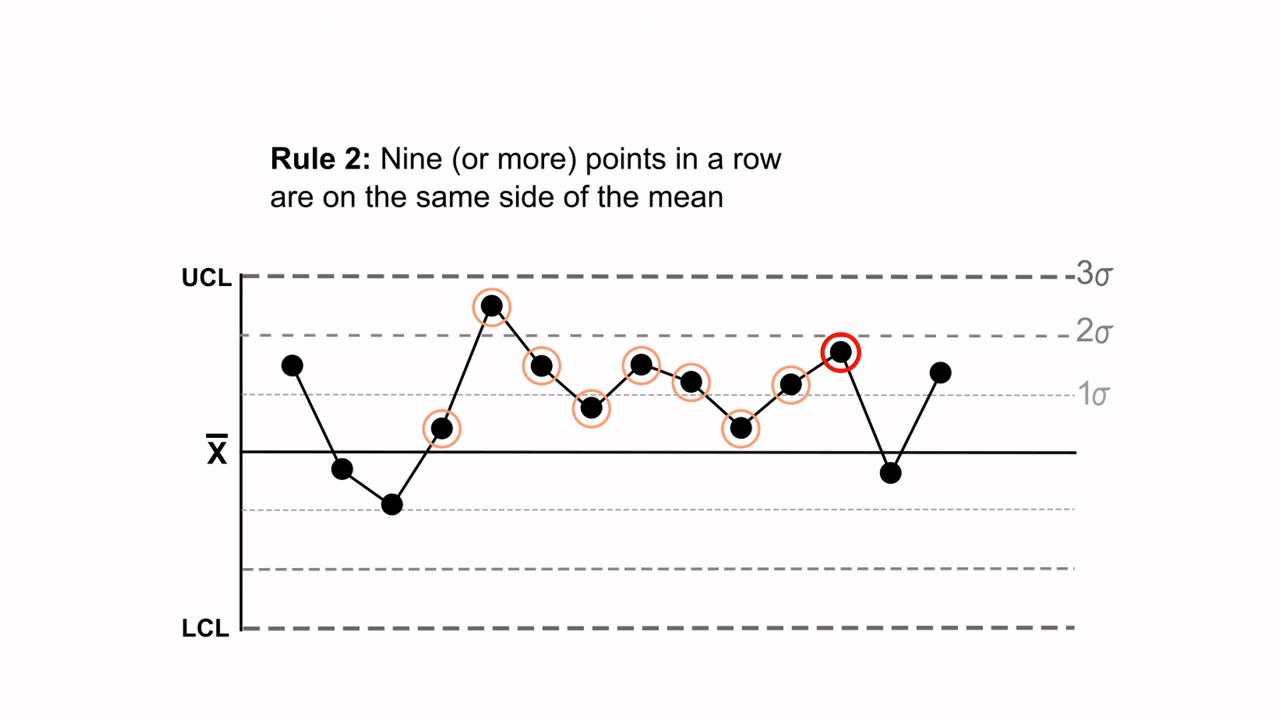 Rule 2: Nine (or more) points in a row
are on the same side of the mean
UCL
3σ
2σ
1σ
X̅
LCL